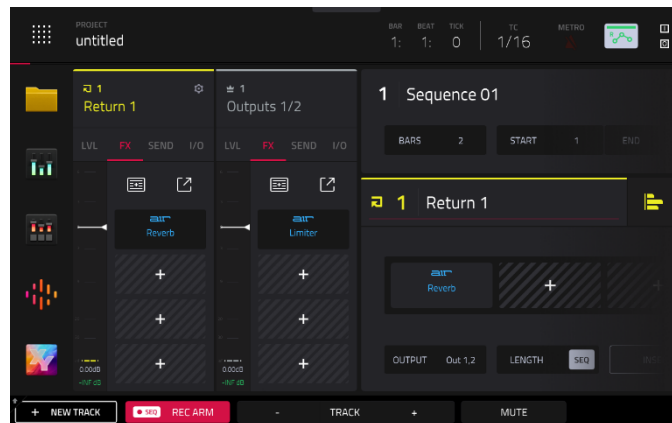 PROJECT
untitled
BAR BEAT TICK
1: 1: 0
TC
1/16
METRO
1
Return 1
LVL FX SEND I/O
air
Reverb
+
+
+
0.00dB
-INF dB
1
Outputs 1/2
LVL FX SEND I/O
air
Limiter
+
+
+
0.00dB
-INF dB
1 Sequence 01
BARS 2
START 1
END
1 Return 1
air
Reverb
+
+
OUTPUT Out 1,2
LENGTH SEQ
+ NEW TRACK
SEQ REC ARM
- TRACK +
MUTE